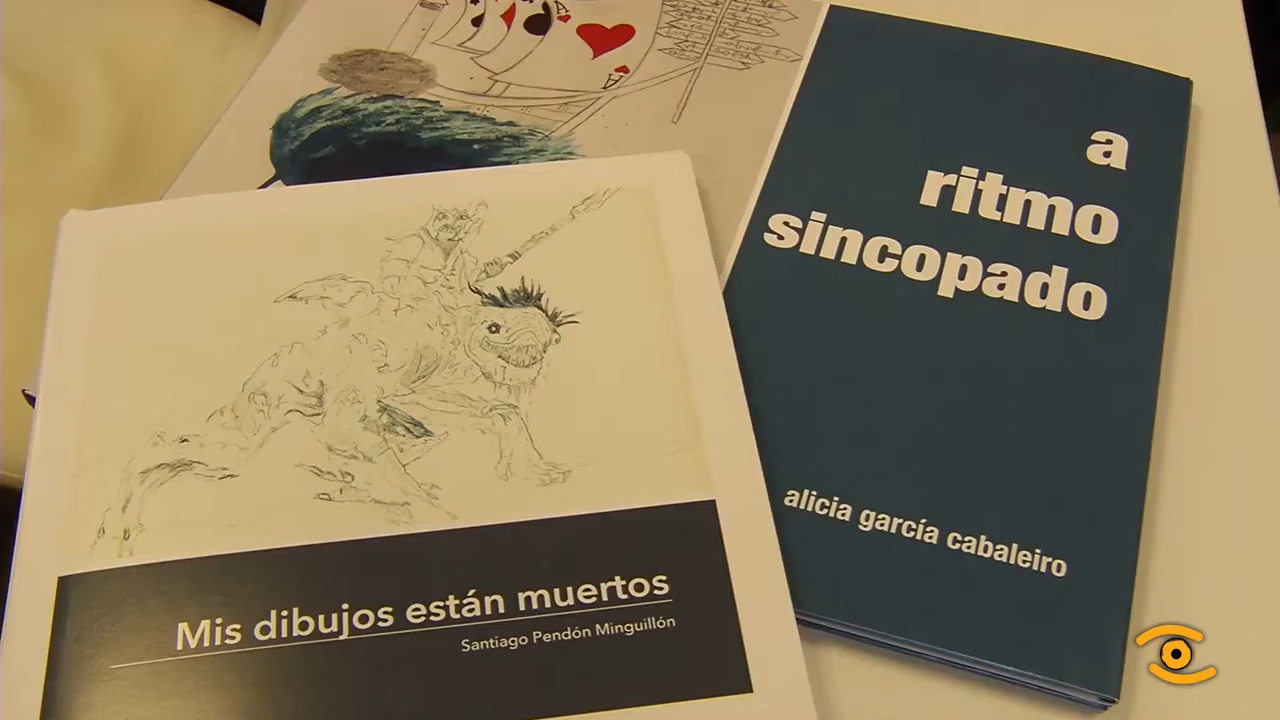 A
A
a
ritmo
sincopado
alicia garcía cabaleiro
Mis dibujos están muertos
Santiago Pendón Minguillón